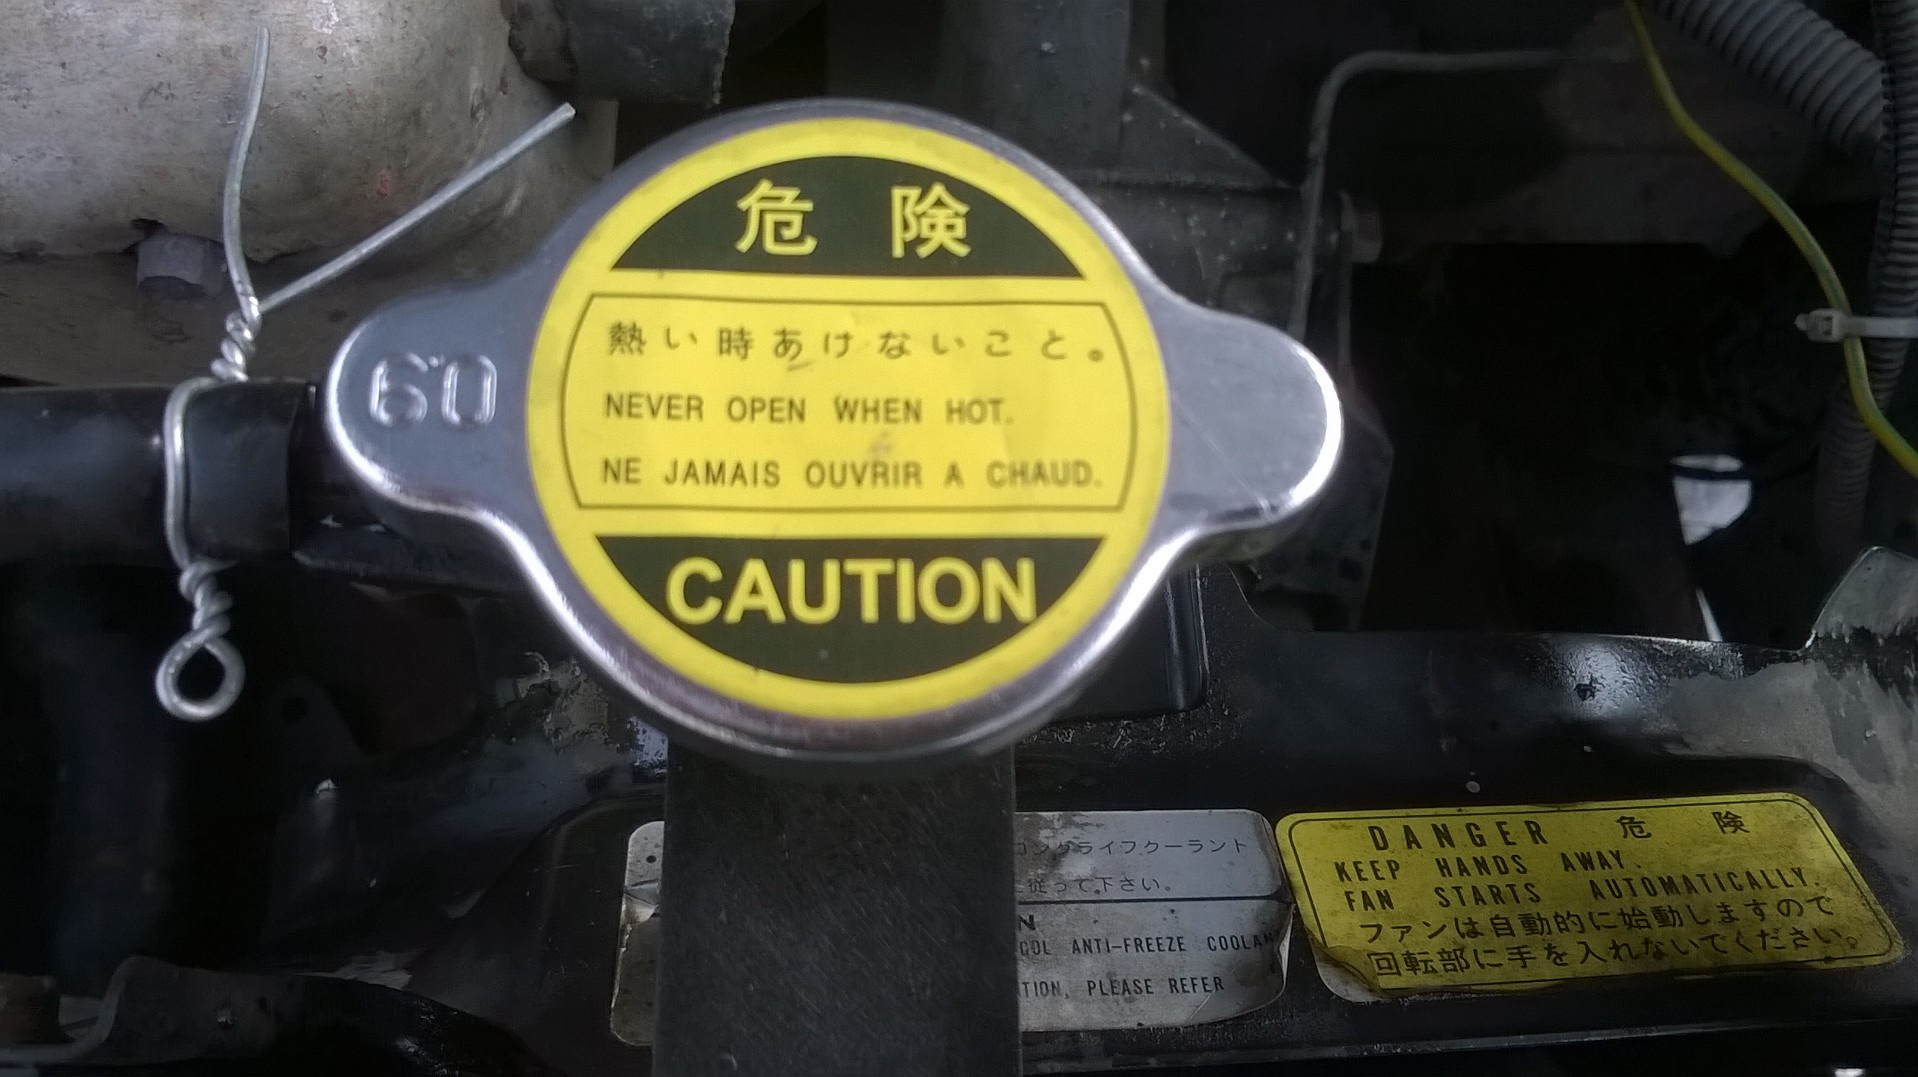 危険
60
熱い時あけないこと。
NEVER OPEN WHEN HOT.
NE JAMAIS OUVRIR A CHAUD.
CAUTION
ロングライフクーラント
従って下さい。
ANTI-FREEZE
PLEASE REFER
DANGER 危険
KEEP HANDS AWAY.
FAN STARTS AUTOMATICALLY.
ファンは自動的に始動しますので
回転部に手を入れないでください。